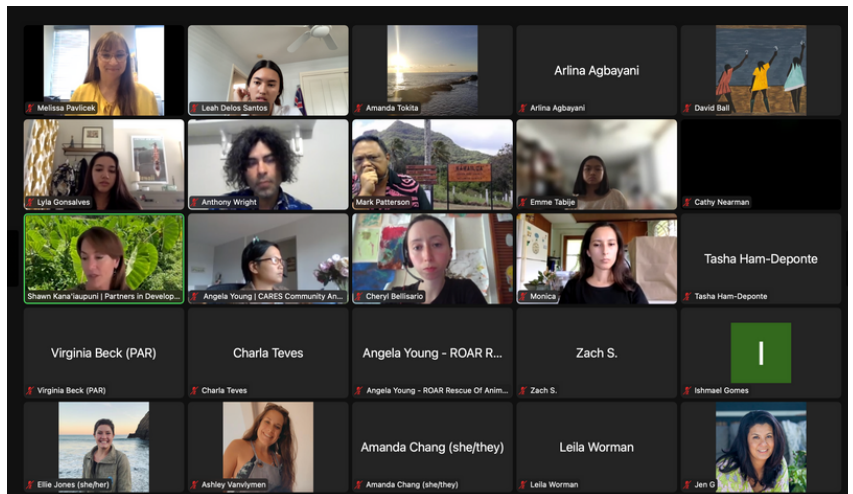 Melissa Pavlicek
Leah Delos Santos
Amanda Tokita
Arlina Agbayani
Arlina Agbayani
David Ball
Lyla Gonsalves
Anthony Wright
Mark Patterson
Emme Tabije
Cathy Nearman
Shawn Kana'iaupuni | Partners in Develop...
Angela Young | CARES Community An...
Cheryl Bellisario
Monica
Tasha Ham-Deponte
Tasha Ham-Deponte
Virginia Beck (PAR)
Virginia Beck (PAR)
Charla Teves
Charla Teves
Angela Young - ROAR R...
Angela Young - ROAR Rescue Of Anim...
Zach S.
Zach S.
I
Ishmael Gomes
Ellie Jones (she/her)
Ashley Vanvlymen
Amanda Chang (she/they)
Amanda Chang (she/they)
Leila Worman
Leila Worman
Jen G